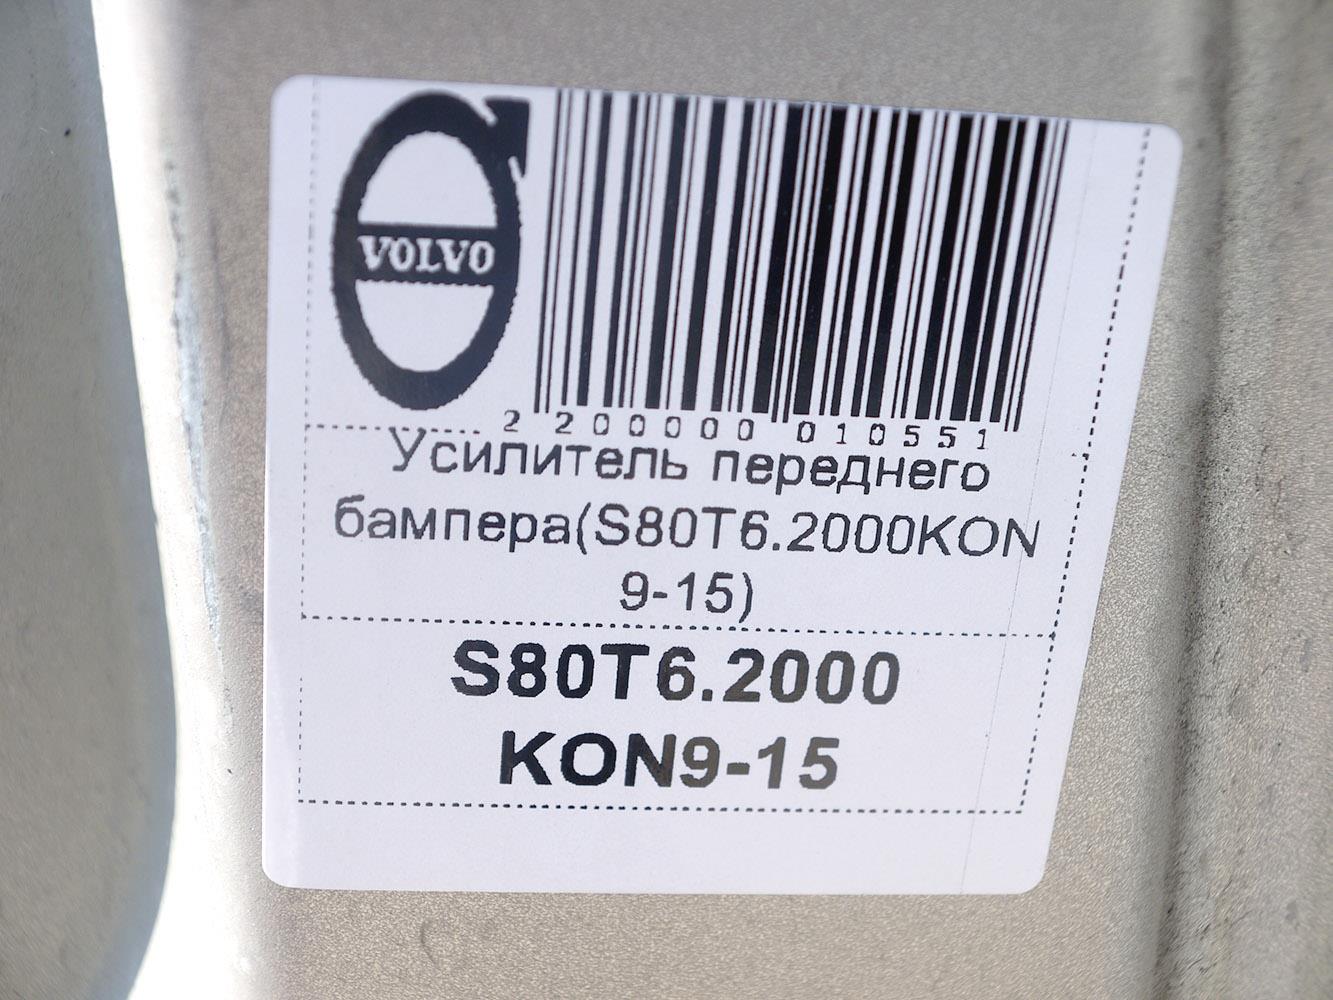 VOLVO
2 200000 010551
Усилитель переднего
бампера(S80T6.2000KON
9-15)
S80T6.2000
KON9-15